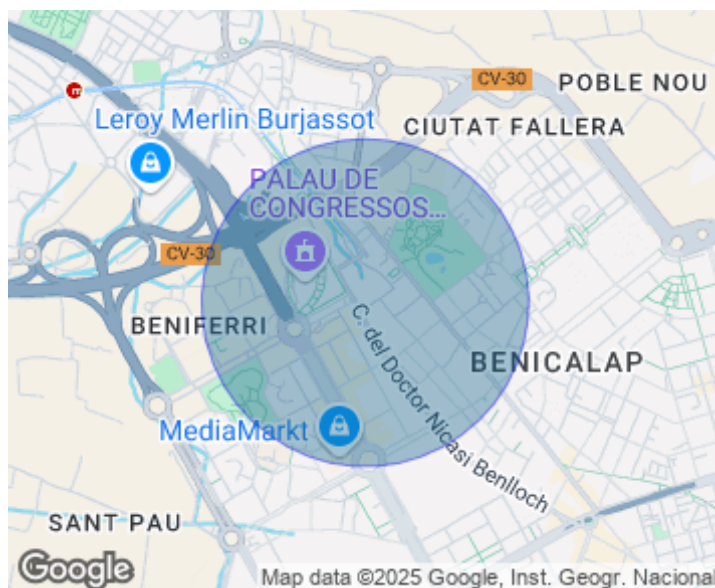 CV-30
POBLE NOU
Leroy Merlin Burjassot
CIUTAT FALLERA
PALAU DE
CONGRESSOS...
CV-30
BENIFERRI
C. del Doctor Nicasi Benlloch
BENICALAP
MediaMarkt
SANT PAU
Google
Map data ©2025 Google, Inst. Geogr. Nacional